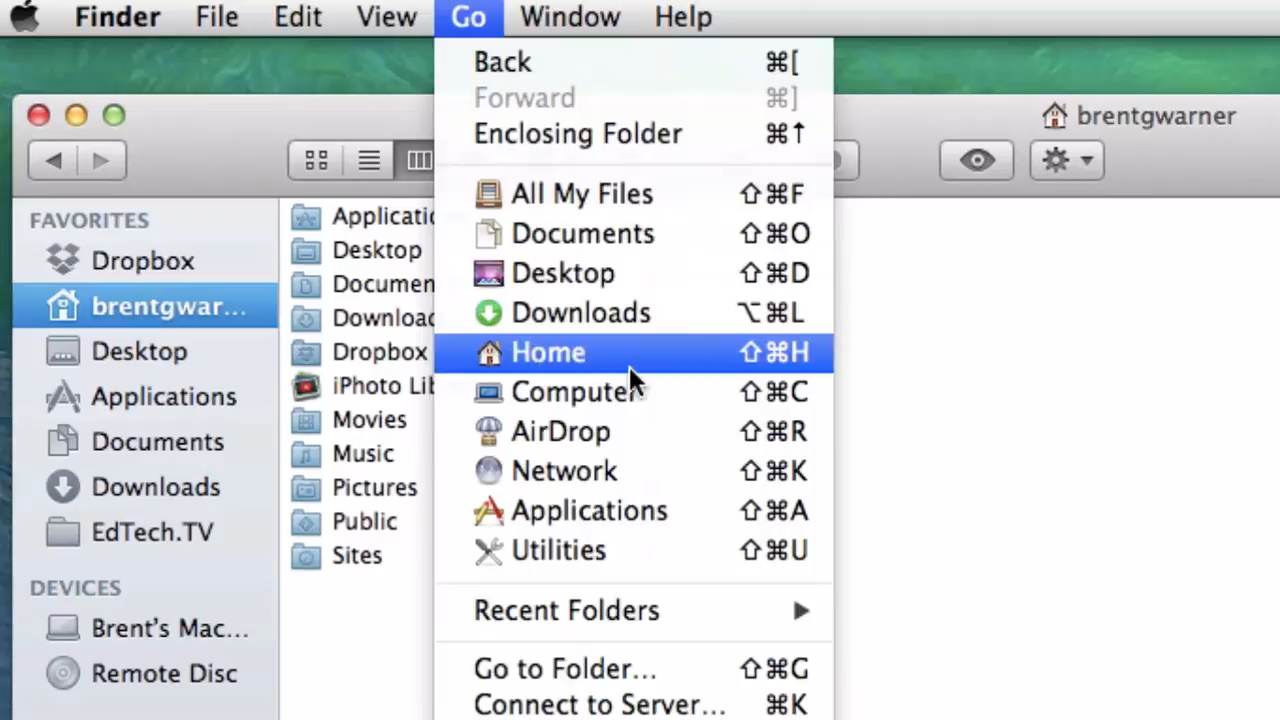 Finder File Edit View Go Window Help
brentgwarner
FAVORITES
Dropbox
brentgwar...
Desktop
Applications
Documents
Downloads
EdTech.TV
DEVICES
Brent's Mac...
Remote Disc
Applicatio
Desktop
Documen
Downloa
Dropbox
iPhoto Lib
Movies
Music
Pictures
Public
Sites
Back ⌘[
Forward ⌘]
Enclosing Folder ⌘↑
All My Files ⇧⌘F
Documents ⇧⌘O
Desktop ⇧⌘D
Downloads ⌥⌘L
Home ⇧⌘H
Computer ⇧⌘C
AirDrop ⇧⌘R
Network ⇧⌘K
Applications ⇧⌘A
Utilities ⇧⌘U
Recent Folders ▶
Go to Folder... ⇧⌘G
Connect to Server... ⌘K